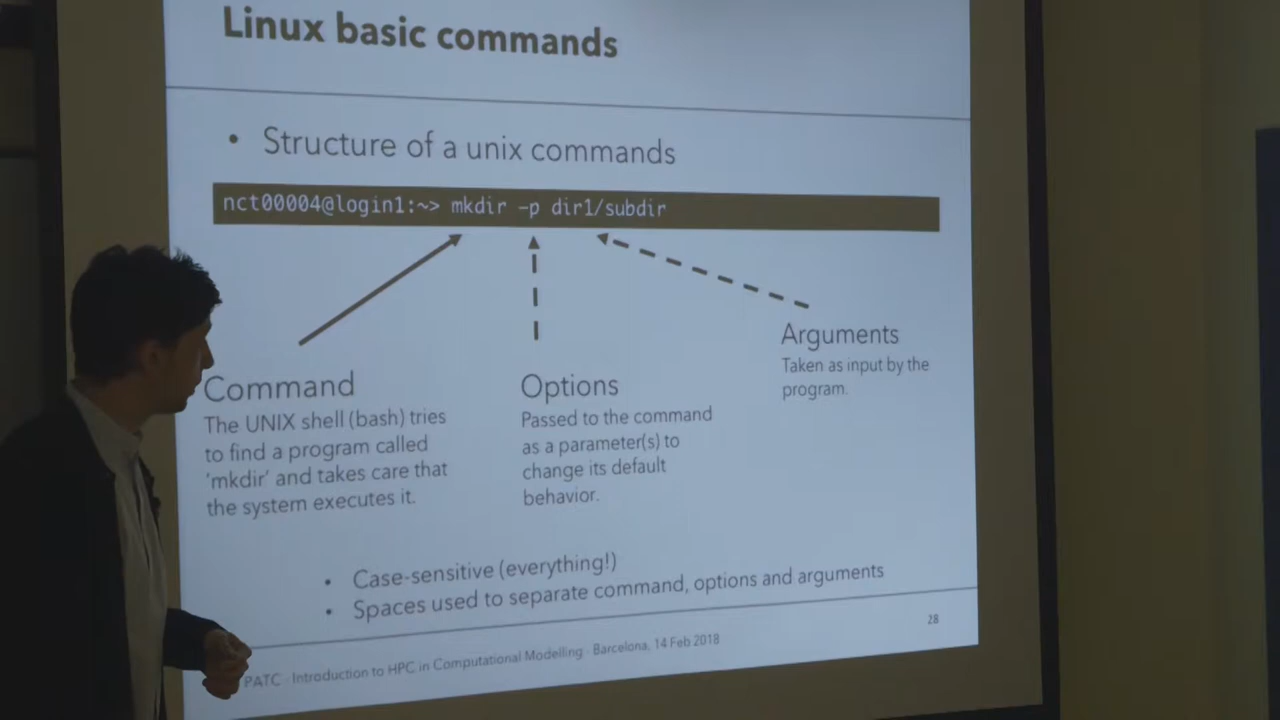 Linux basic commands
• Structure of a unix commands
nct00004@login1:~> mkdir -p dir1/subdir
Command
The UNIX shell (bash) tries
to find a program called
'mkdir' and takes care that
the system executes it.
Options
Passed to the command
as a parameter(s) to
change its default
behavior.
Arguments
Taken as input by the
program.
• Case-sensitive (everything!)
• Spaces used to separate command, options and arguments
PATC · Introduction to HPC in Computational Modelling · Barcelona, 14 Feb 2018
28